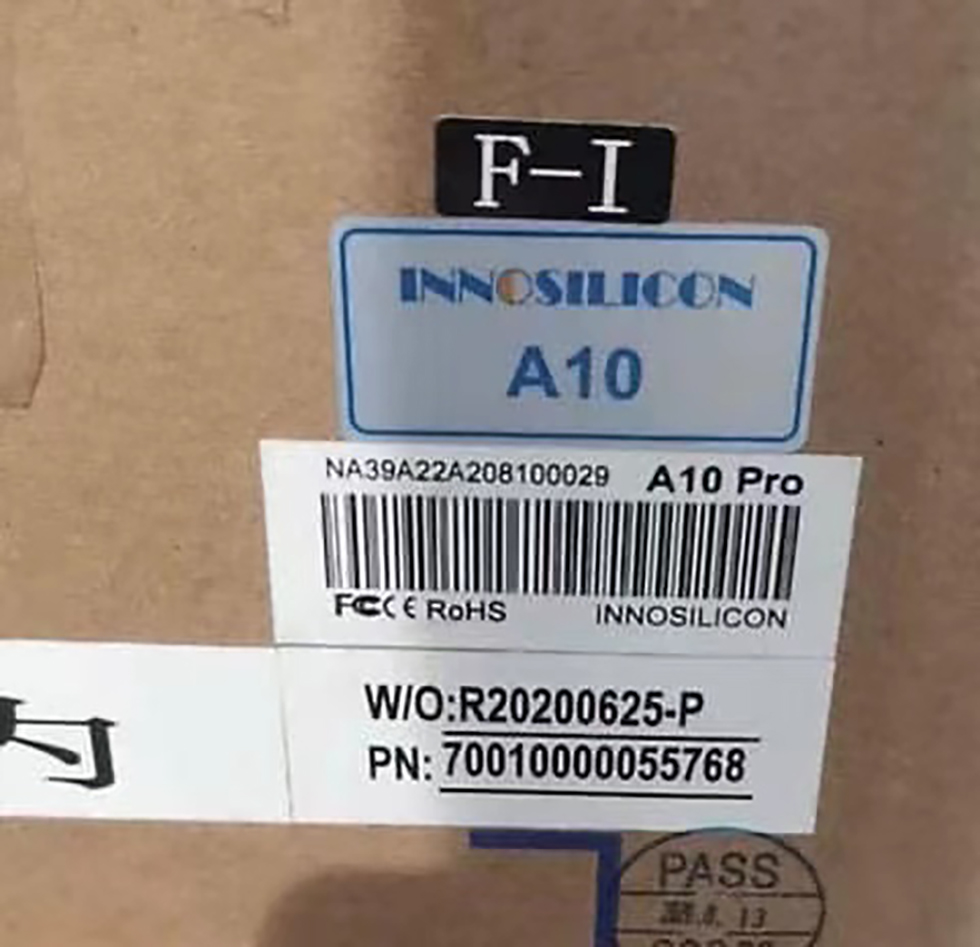 F-I
INNOSILICON
A10
NA39A22A208100029 A10 Pro
FC CE RoHS INNOSILICON
W/O:R20200625-P
PN: 70010000055768
PASS